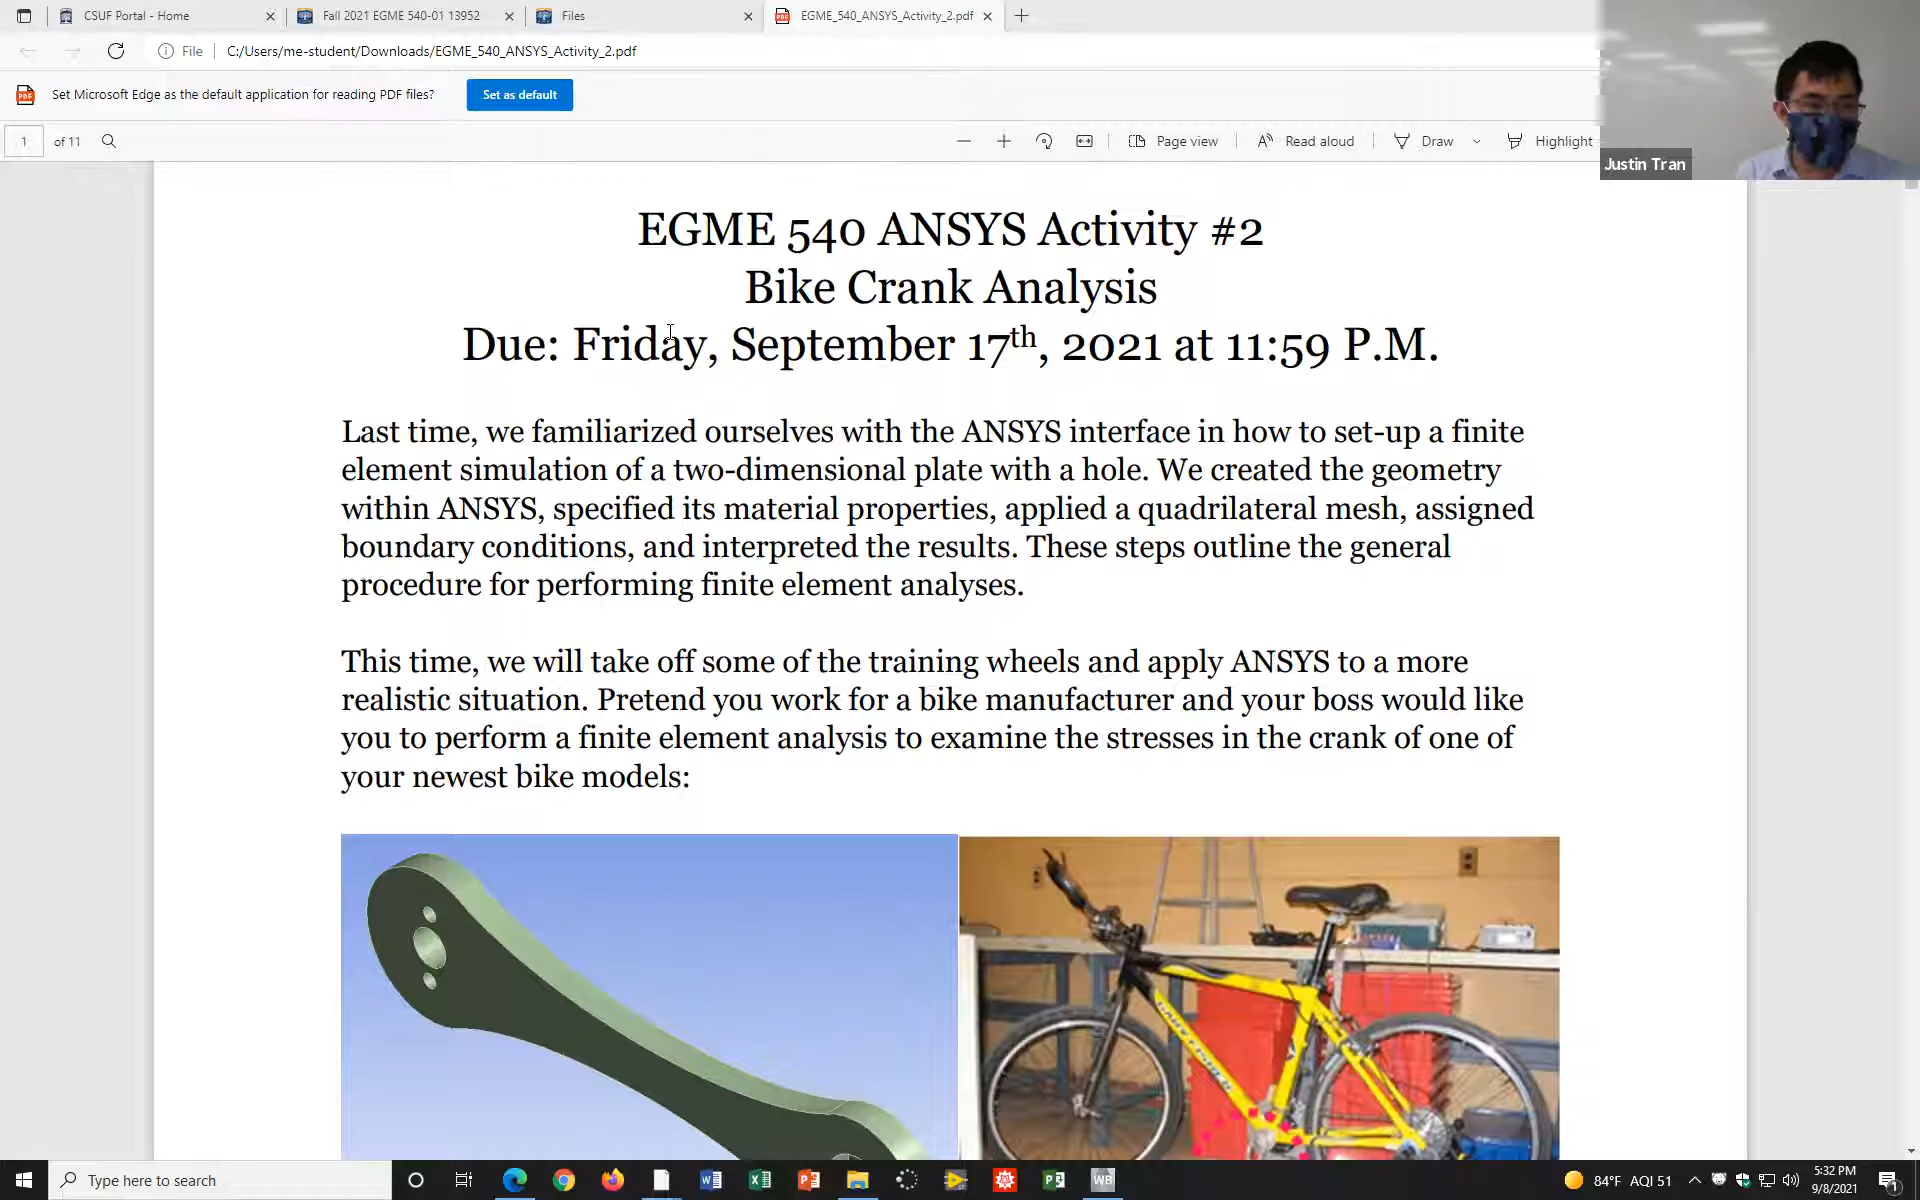 CSUF Portal - Home
Fall 2021 EGME 540-01 13952
Files
EGME_540_ANSYS_Activity_2.pdf
File
C:/Users/me-student/Downloads/EGME_540_ANSYS_Activity_2.pdf
Set Microsoft Edge as the default application for reading PDF files?
Set as default
1
of 11
Page view
Read aloud
Draw
Highlight
Justin Tran
EGME 540 ANSYS Activity #2
Bike Crank Analysis
Due: Friday, September 17th, 2021 at 11:59 P.M.
Last time, we familiarized ourselves with the ANSYS interface in how to set-up a finite
element simulation of a two-dimensional plate with a hole. We created the geometry
within ANSYS, specified its material properties, applied a quadrilateral mesh, assigned
boundary conditions, and interpreted the results. These steps outline the general
procedure for performing finite element analyses.
This time, we will take off some of the training wheels and apply ANSYS to a more
realistic situation. Pretend you work for a bike manufacturer and your boss would like
you to perform a finite element analysis to examine the stresses in the crank of one of
your newest bike models:
Type here to search
84°F AQI 51
5:32 PM
9/8/2021